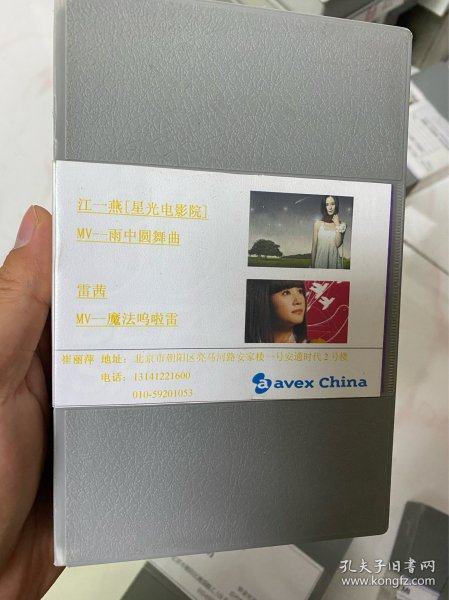 江一燕[星光电影院]
MV--雨中圆舞曲
雷茜
MV--魔法呜啦雷
崔丽萍 地址：北京市朝阳区亮马河路安家楼一号安通时代2号楼
电话：13141221600
010-59201053
avex China
孔夫子旧书网
www.kongfz.com